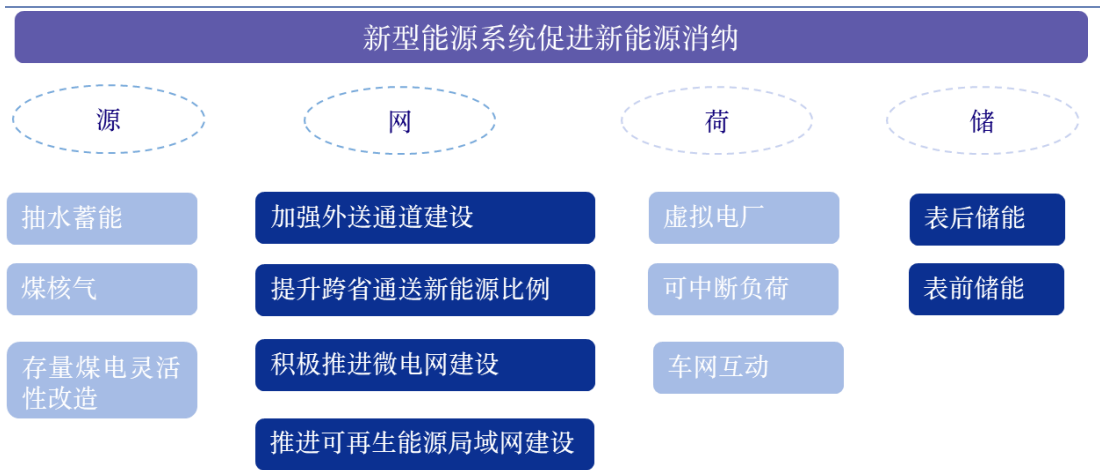 新型能源系统促进新能源消纳
源
网
荷
储
抽水蓄能
加强外送通道建设
虚拟电厂
表后储能
煤核气
提升跨省通送新能源比例
可中断负荷
表前储能
存量煤电灵活
性改造
积极推进微电网建设
车网互动
推进可再生能源局域网建设